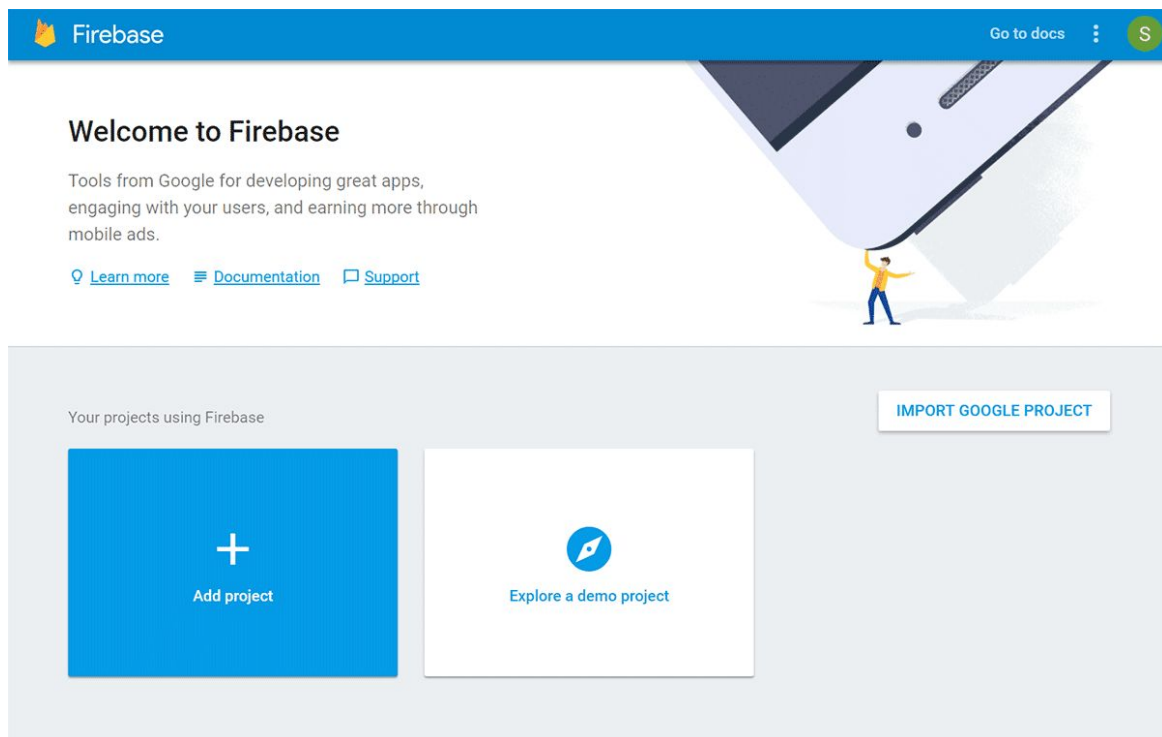 Firebase
Go to docs
S
Welcome to Firebase
Tools from Google for developing great apps,
engaging with your users, and earning more through
mobile ads.
Learn more Documentation Support
Your projects using Firebase
IMPORT GOOGLE PROJECT
Add project
Explore a demo project